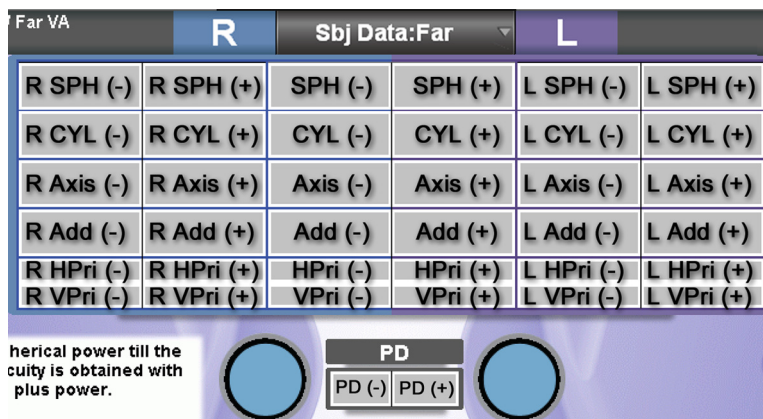 Far VA
R Sbj Data:Far L
R SPH (-) R SPH (+) SPH (-) SPH (+) L SPH (-) L SPH (+)
R CYL (-) R CYL (+) CYL (-) CYL (+) L CYL (-) L CYL (+)
R Axis (-) R Axis (+) Axis (-) Axis (+) L Axis (-) L Axis (+)
R Add (-) R Add (+) Add (-) Add (+) L Add (-) L Add (+)
R HPri (-) R HPri (+) HPri (-) HPri (+) L HPri (-) L HPri (+)
R VPri (-) R VPri (+) VPri (-) VPri (+) L VPri (-) L VPri (+)
herical power till the
cuity is obtained with
plus power.
PD
PD (-) PD (+)